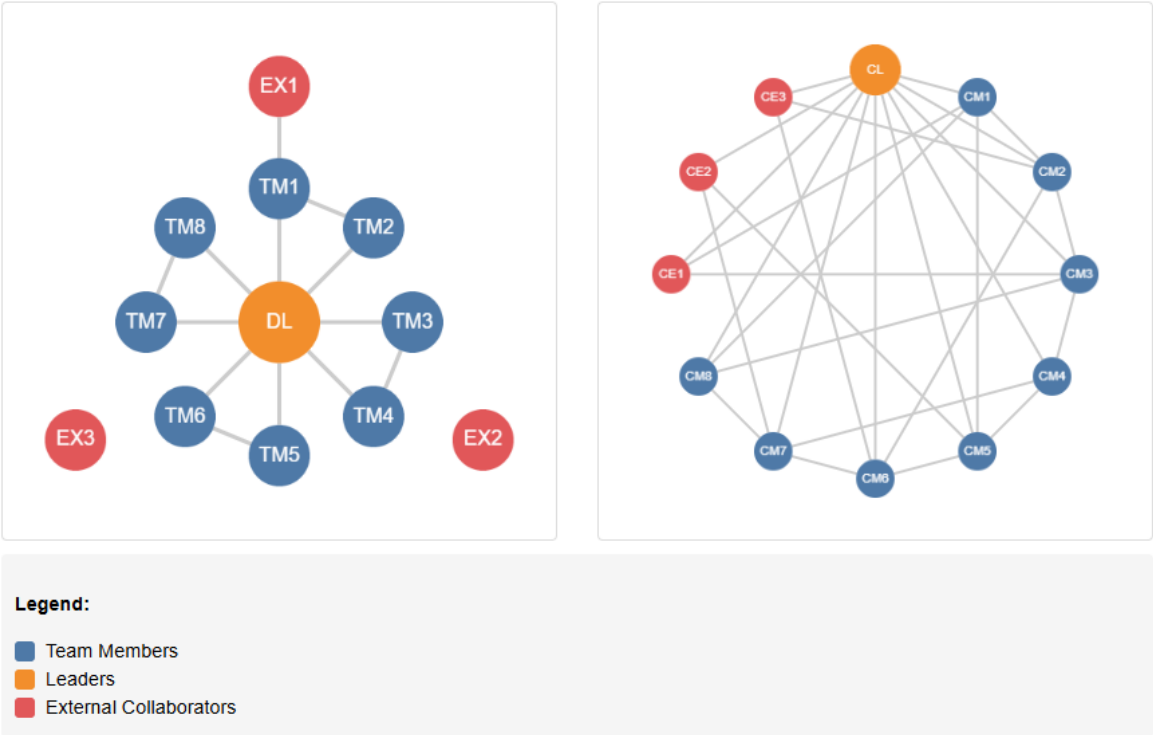 EX1
TM1
TM8
TM2
TM7
DL
TM3
TM6
TM4
EX3
TM5
EX2
CL
CE3
CM1
CE2
CM2
CE1
CM3
CM8
CM4
CM7
CM5
CM6
Legend:
Team Members
Leaders
External Collaborators